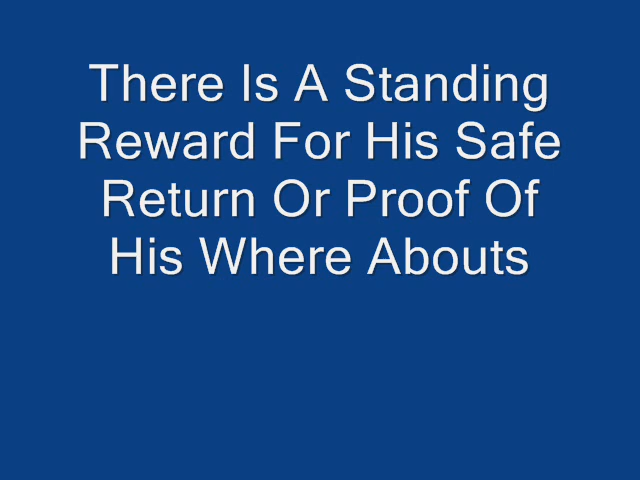 There Is A Standing
Reward For His Safe
Return Or Proof Of
His Where Abouts